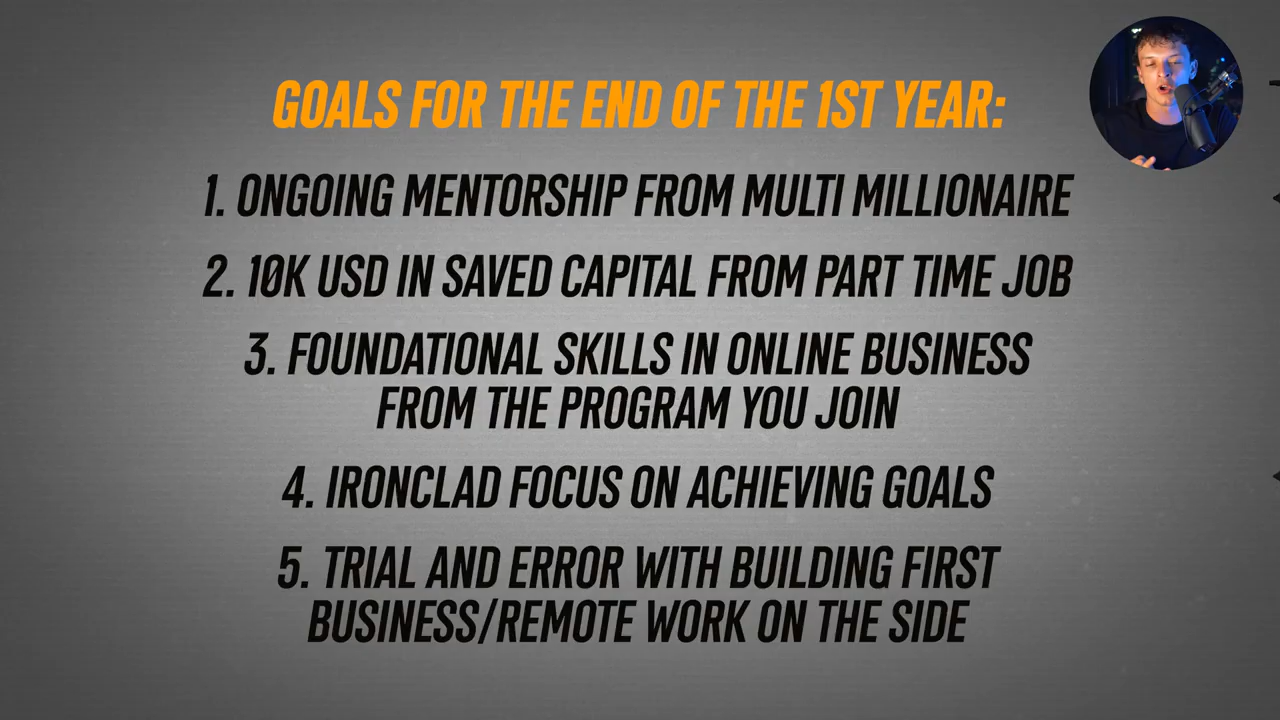 GOALS FOR THE END OF THE 1ST YEAR:
1. ONGOING MENTORSHIP FROM MULTI MILLIONAIRE
2. 10K USD IN SAVED CAPITAL FROM PART TIME JOB
3. FOUNDATIONAL SKILLS IN ONLINE BUSINESS
FROM THE PROGRAM YOU JOIN
4. IRONCLAD FOCUS ON ACHIEVING GOALS
5. TRIAL AND ERROR WITH BUILDING FIRST
BUSINESS/REMOTE WORK ON THE SIDE